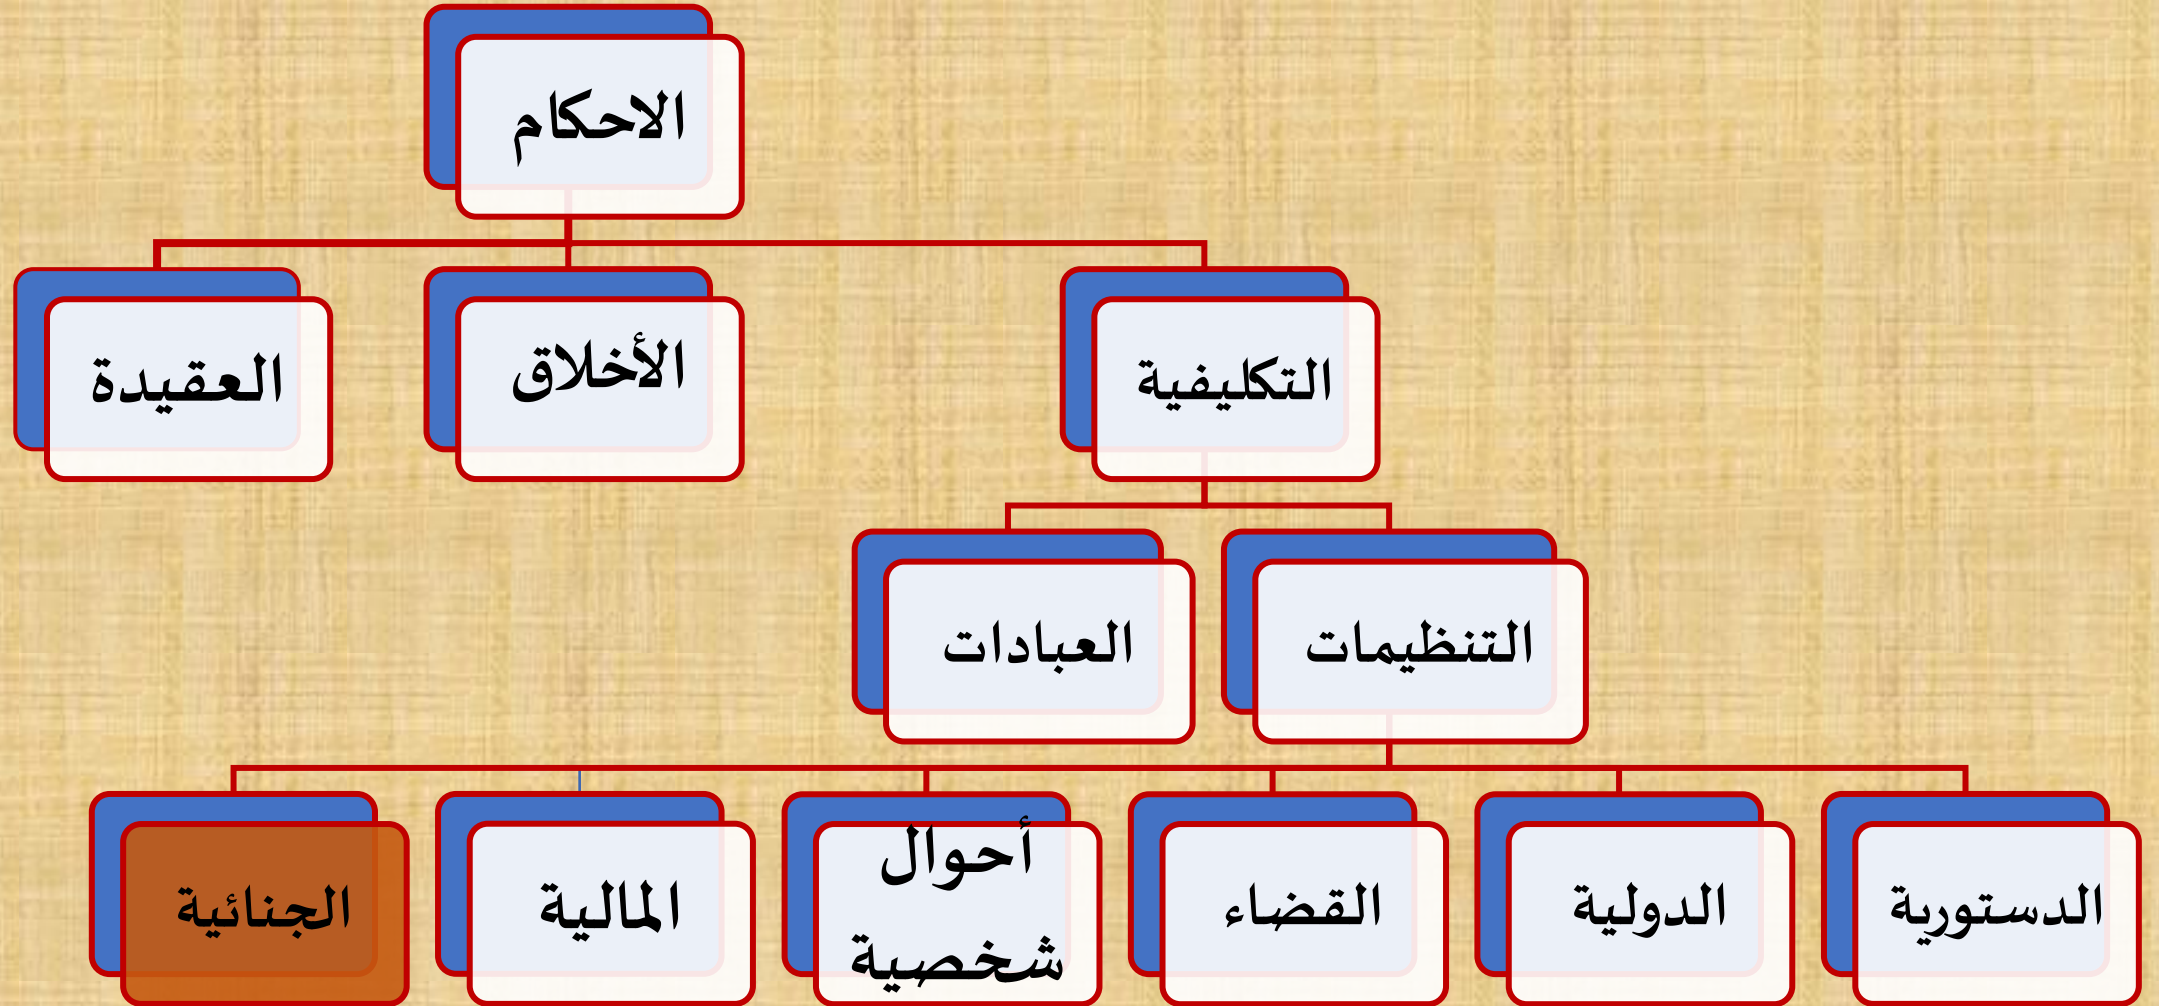 الاحكام
التكليفية
الأخلاق
العقيدة
التنظيمات
العبادات
الدستورية
الدولية
القضاء
أحوال
شخصية
المالية
الجنائية